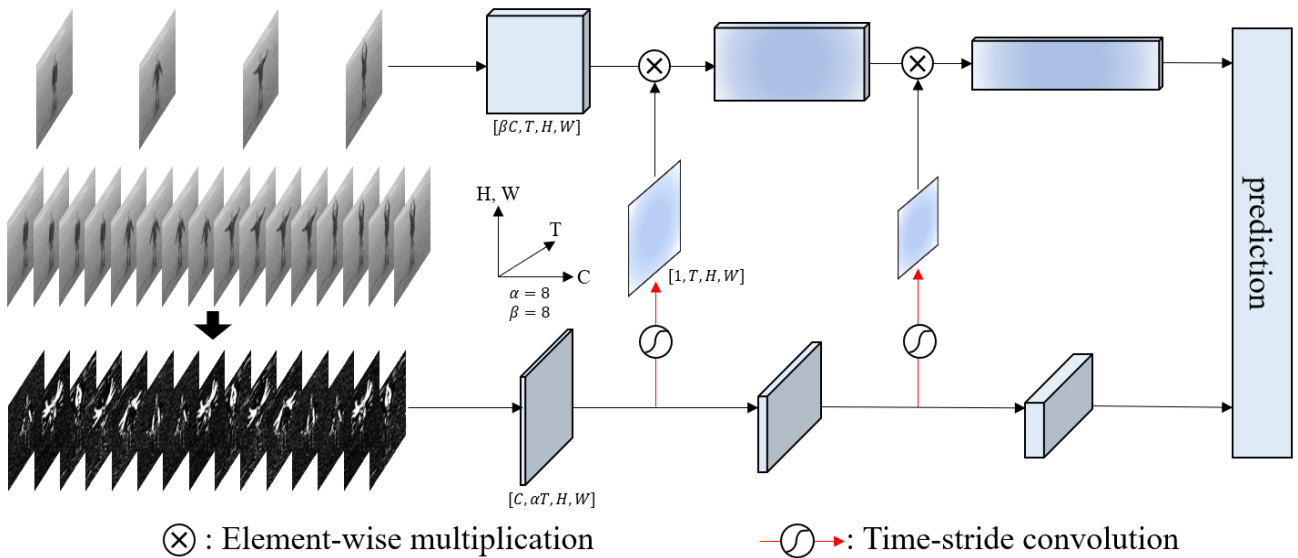 [βC, T, H, W]
H, W
T
C
α = 8
β = 8
[1, T, H, W]
prediction
[C, αT, H, W]
: Element-wise multiplication
: Time-stride convolution